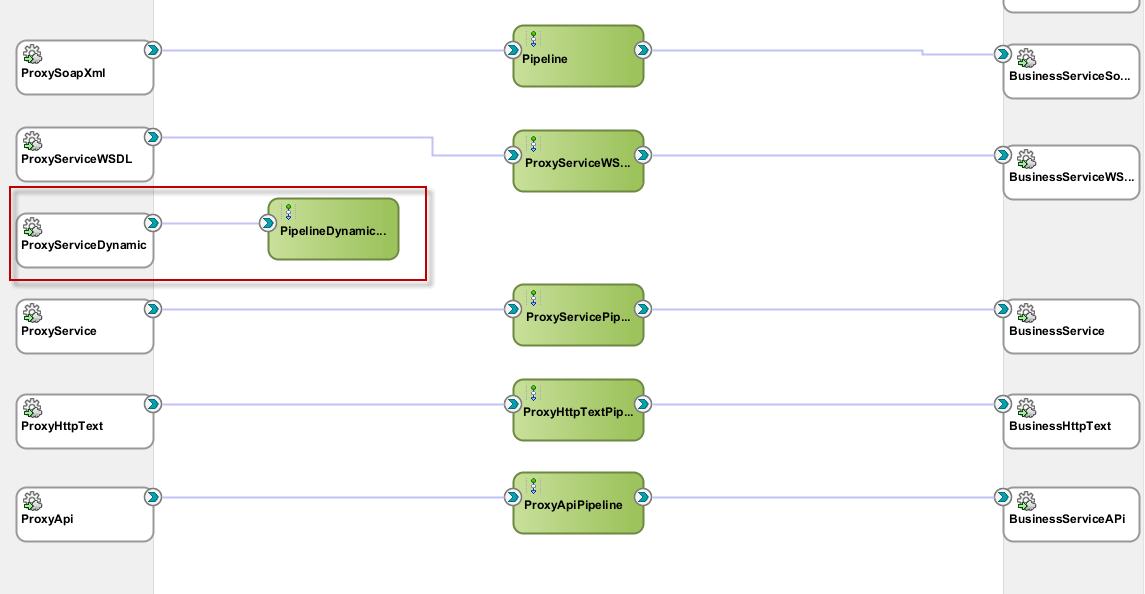 ProxySoapXml
Pipeline
BusinessServiceSo...
ProxyServiceWSDL
ProxyServiceWS...
BusinessServiceWS...
ProxyServiceDynamic
PipelineDynamic...
ProxyService
ProxyServicePip...
BusinessService
ProxyHttpText
ProxyHttpTextPip...
BusinessHttpText
ProxyApi
ProxyApiPipeline
BusinessServiceAPi